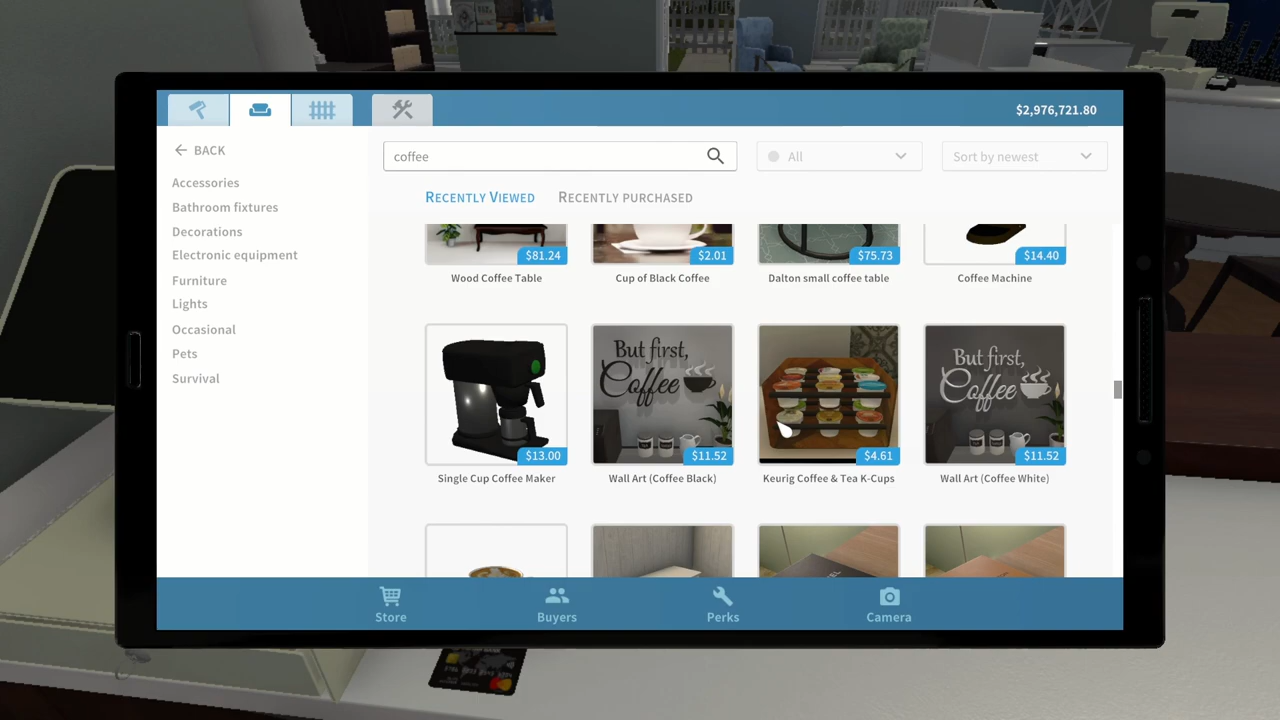 $2,976,721.80
BACK
coffee
All
Sort by newest
RECENTLY VIEWED
RECENTLY PURCHASED
Accessories
Bathroom fixtures
Decorations
Electronic equipment
Furniture
Lights
Occasional
Pets
Survival
$81.24
$2.01
$75.73
$14.40
Wood Coffee Table
Cup of Black Coffee
Dalton small coffee table
Coffee Machine
But first,
Coffee
But first,
Coffee
$13.00
$11.52
$4.61
$11.52
Single Cup Coffee Maker
Wall Art (Coffee Black)
Keurig Coffee & Tea K-Cups
Wall Art (Coffee White)
Store
Buyers
Perks
Camera